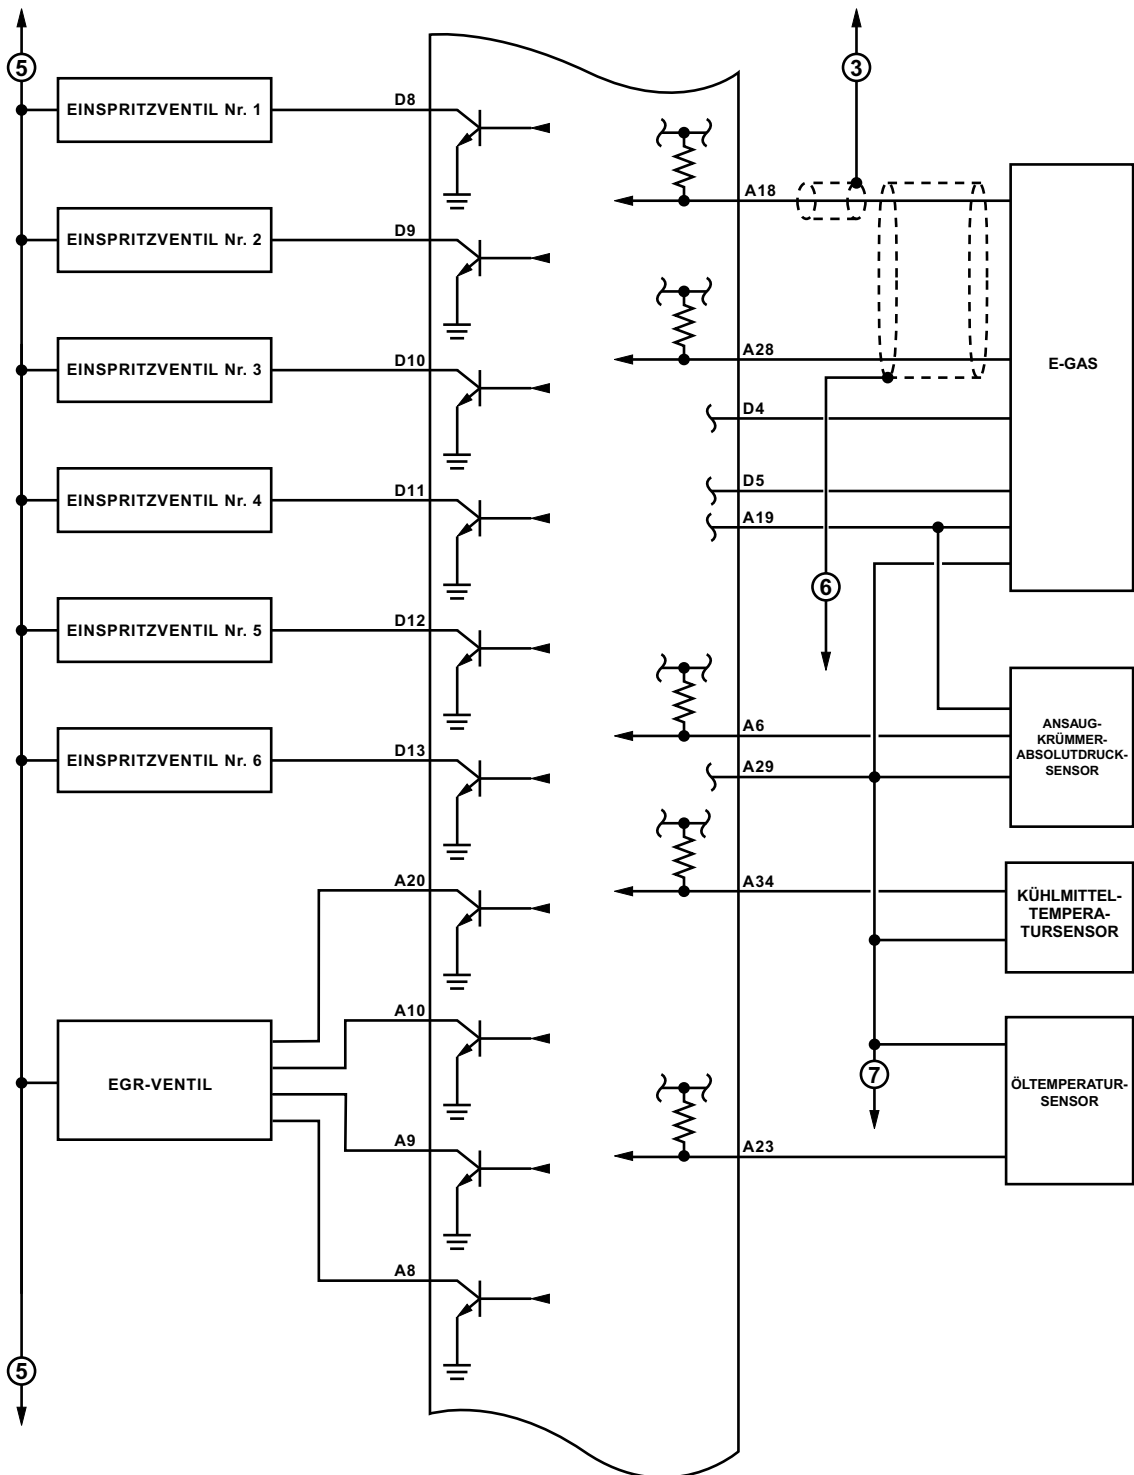 5
3
EINSPRITZVENTIL Nr. 1
D8
A18
EINSPRITZVENTIL Nr. 2
D9
EINSPRITZVENTIL Nr. 3
D10
A28
E-GAS
D4
EINSPRITZVENTIL Nr. 4
D11
D5
A19
6
EINSPRITZVENTIL Nr. 5
D12
EINSPRITZVENTIL Nr. 6
D13
A6
A29
ANSAUG-
KRÜMMER-
ABSOLUTDRUCK-
SENSOR
A20
A34
KÜHLMITTEL-
TEMPERA-
TURSENSOR
A10
EGR-VENTIL
7
ÖLTEMPERATUR-
SENSOR
A9
A23
A8
5